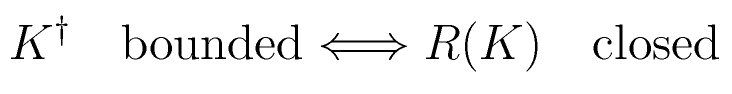 K† bounded ⟺ R(K) closed